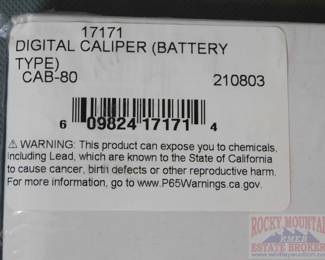 17171
DIGITAL CALIPER (BATTERY
TYPE)
CAB-80 210803
6 09824 17171 4
⚠ WARNING: This product can expose you to chemicals,
including Lead, which are known to the State of California
to cause cancer, birth defects or other reproductive harm.
For more information, go to www.P65Warnings.ca.gov.
ROCKY MOUNTAIN
RMEB
ESTATE BROKERS